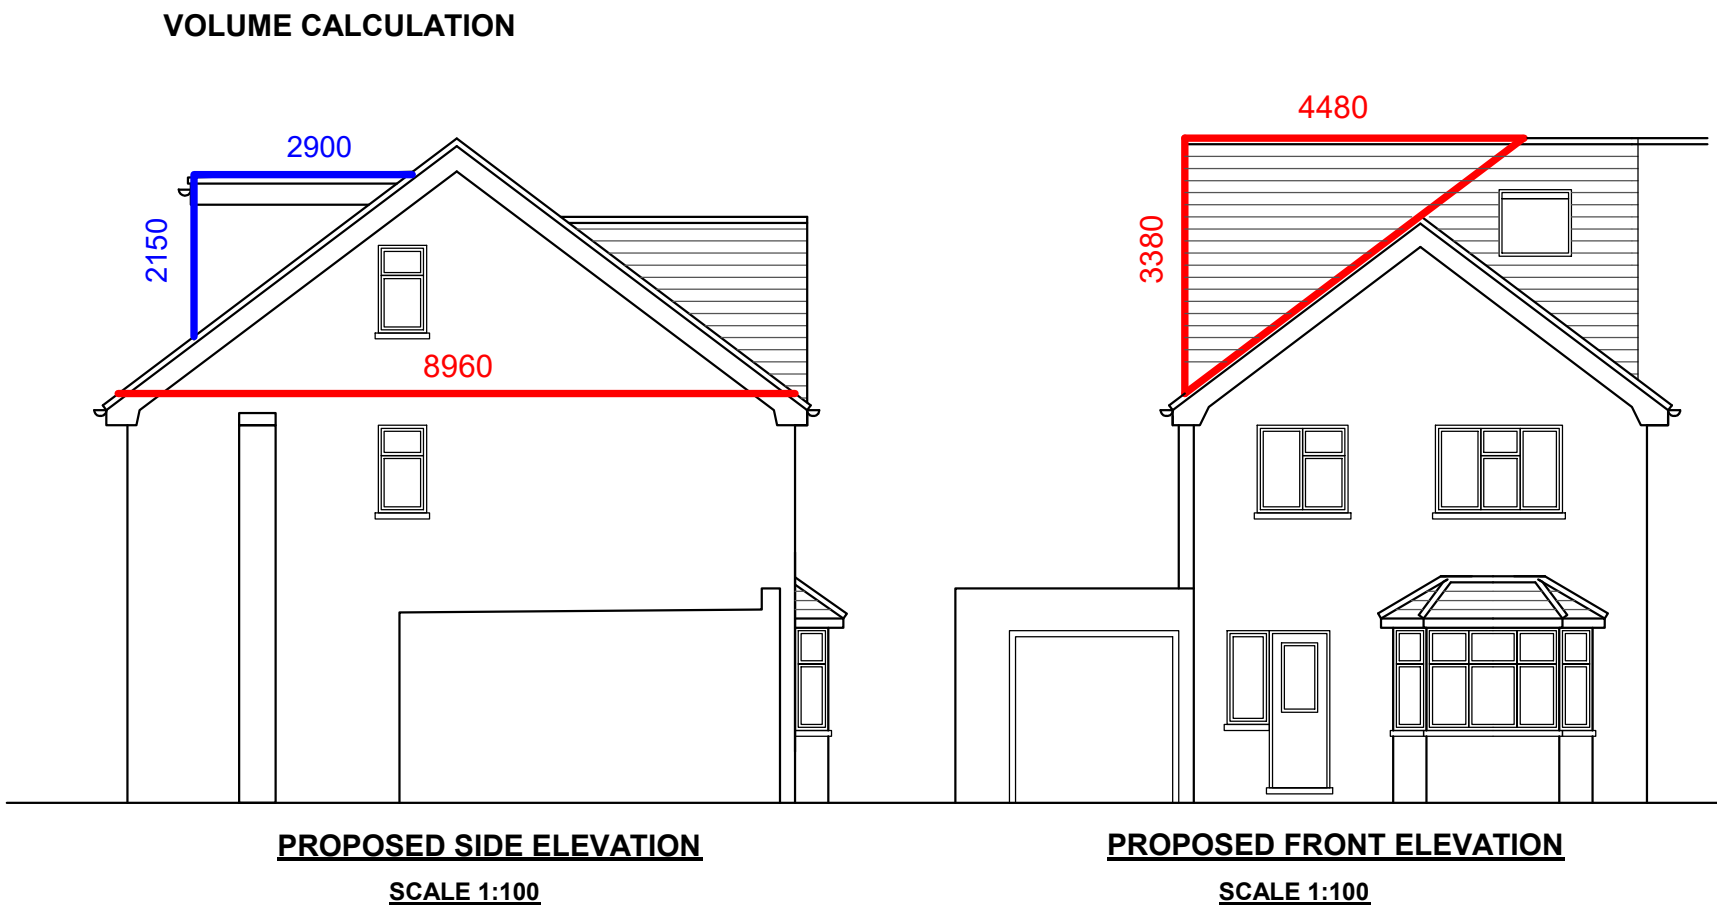 VOLUME CALCULATION
2900
2150
8960
4480
3380
PROPOSED SIDE ELEVATION
SCALE 1:100
PROPOSED FRONT ELEVATION
SCALE 1:100